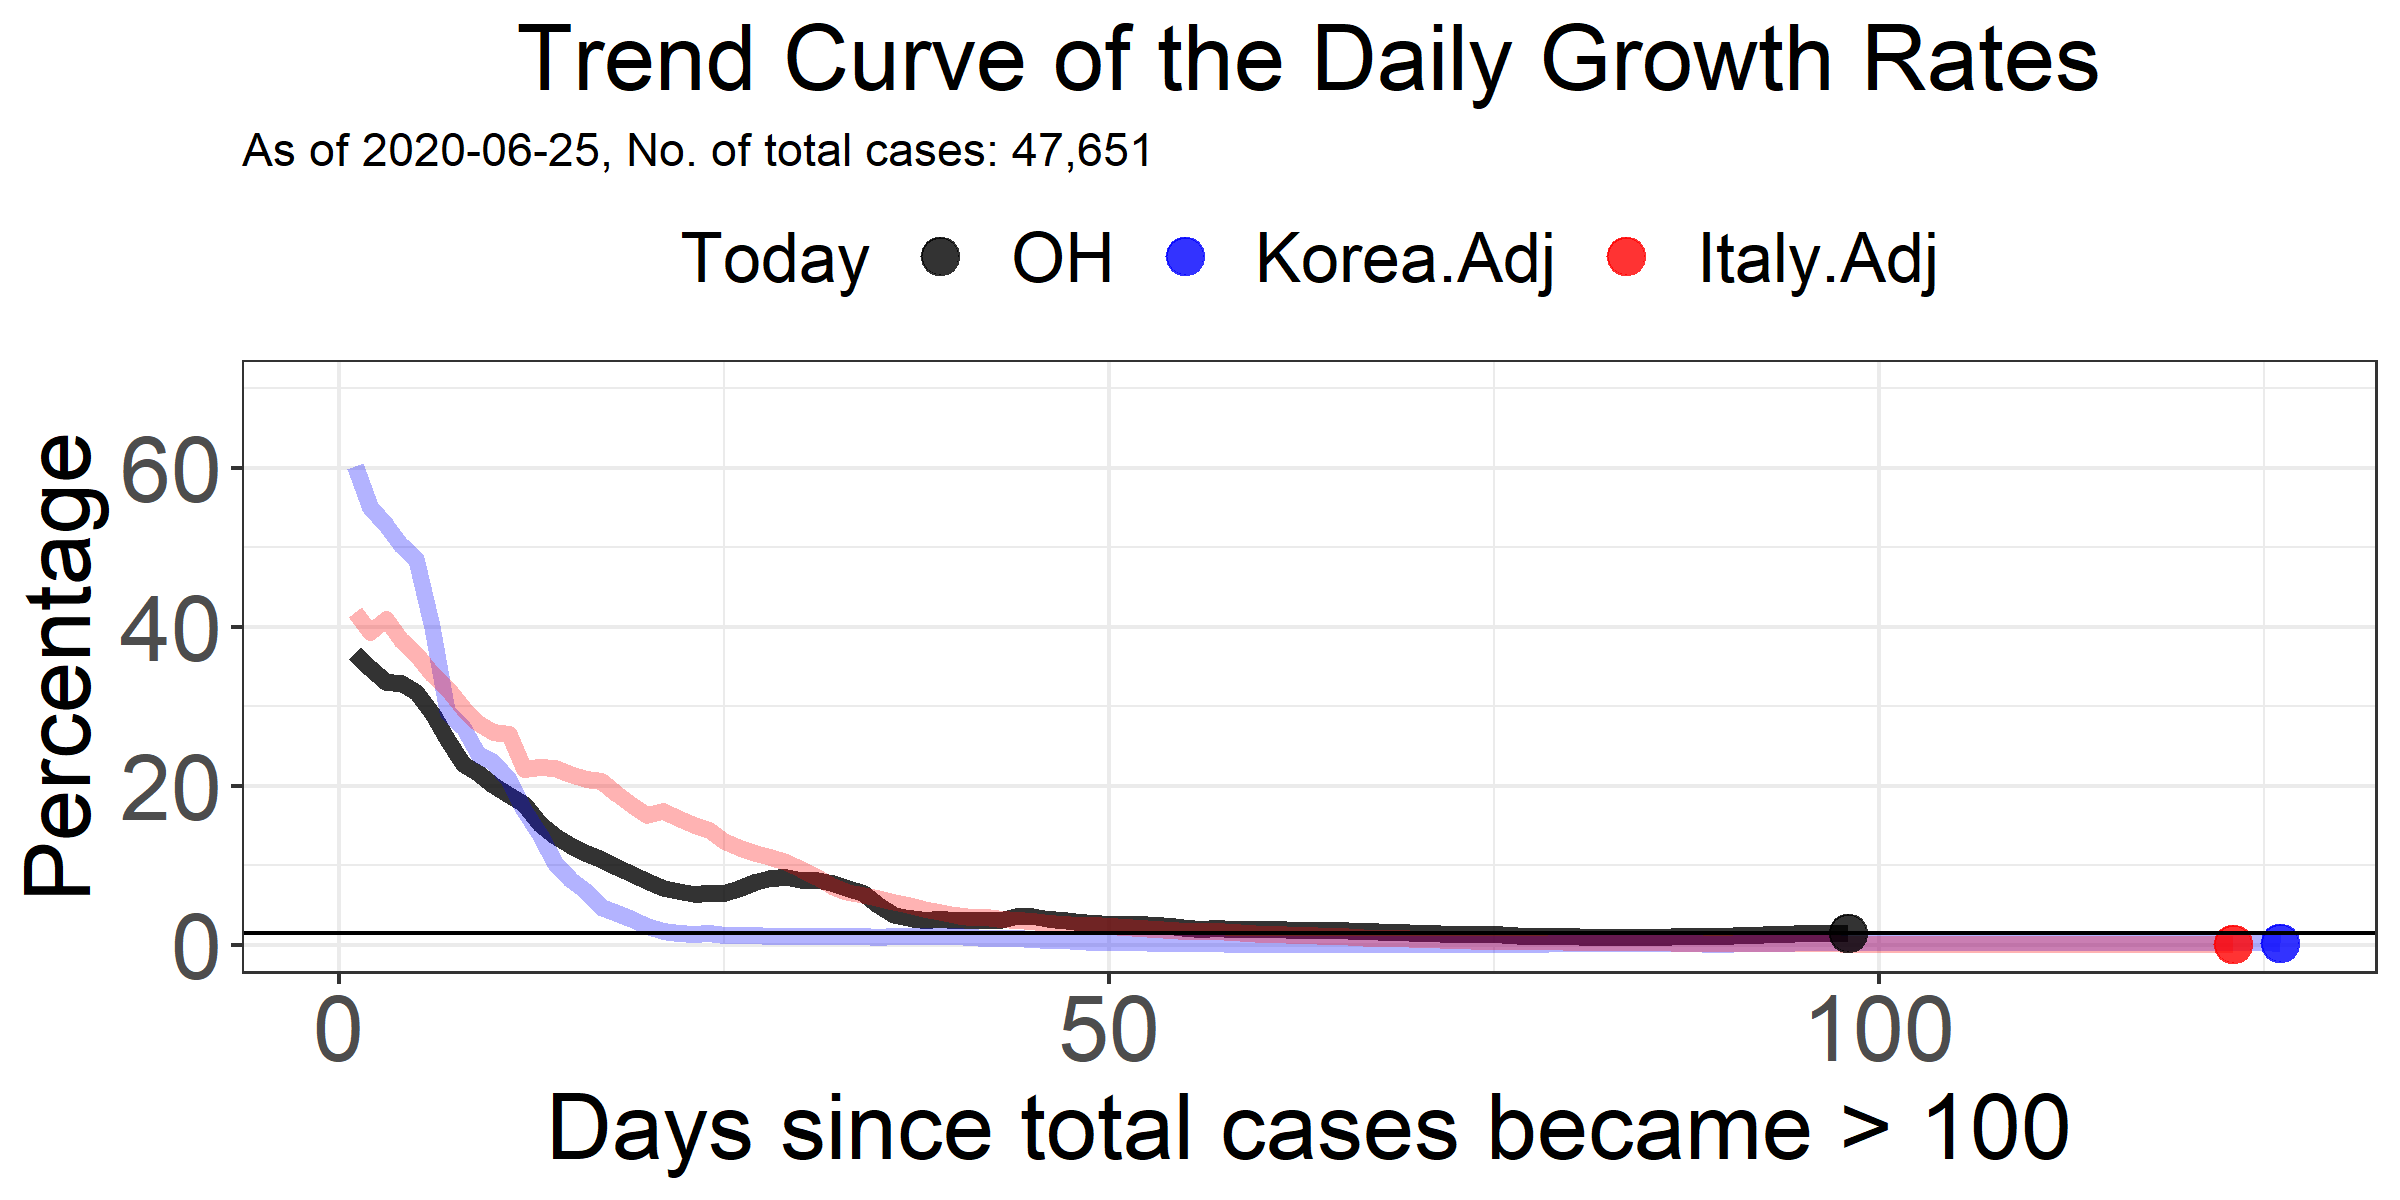 Trend Curve of the Daily Growth Rates
As of 2020-06-25, No. of total cases: 47,651
Today OH Korea.Adj Italy.Adj
Percentage
60
40
20
0
0 50 100
Days since total cases became > 100